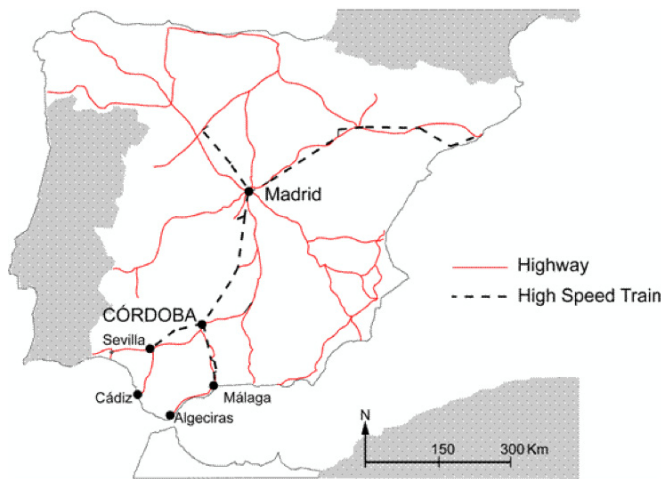 Madrid
Highway
High Speed Train
CÓRDOBA
Sevilla
Cádiz
Málaga
Algeciras
N
150
300 Km